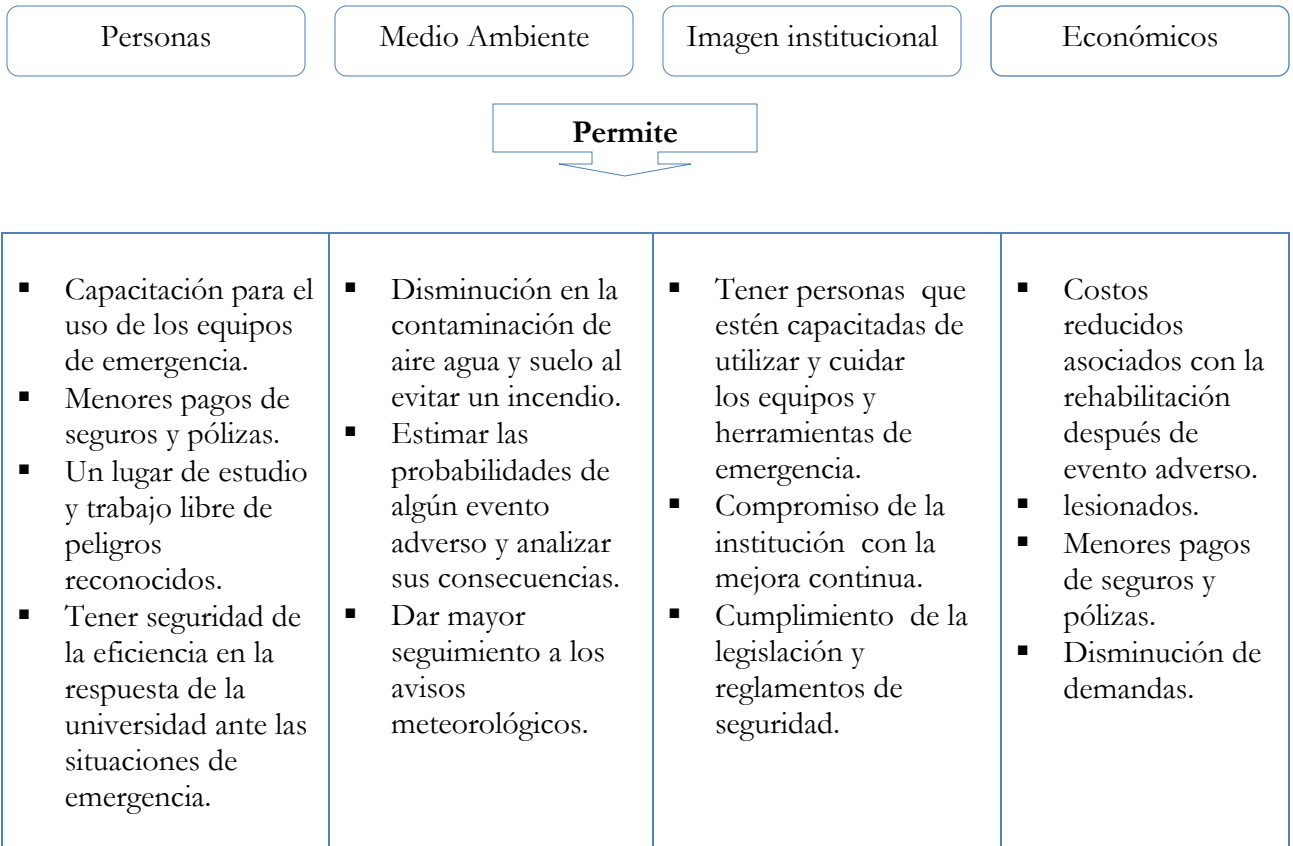 Personas
Medio Ambiente
Imagen institucional
Económicos
Permite
▪ Capacitación para el
uso de los equipos
de emergencia.
▪ Menores pagos de
seguros y pólizas.
▪ Un lugar de estudio
y trabajo libre de
peligros
reconocidos.
▪ Tener seguridad de
la eficiencia en la
respuesta de la
universidad ante las
situaciones de
emergencia.
▪ Disminución en la
contaminación de
aire agua y suelo al
evitar un incendio.
▪ Estimar las
probabilidades de
algún evento
adverso y analizar
sus consecuencias.
▪ Dar mayor
seguimiento a los
avisos
meteorológicos.
▪ Tener personas que
estén capacitadas de
utilizar y cuidar
los equipos y
herramientas de
emergencia.
▪ Compromiso de la
institución con la
mejora continua.
▪ Cumplimiento de la
legislación y
reglamentos de
seguridad.
▪ Costos
reducidos
asociados con la
rehabilitación
después de
evento adverso.
▪ lesionados.
▪ Menores pagos
de seguros y
pólizas.
▪ Disminución de
demandas.